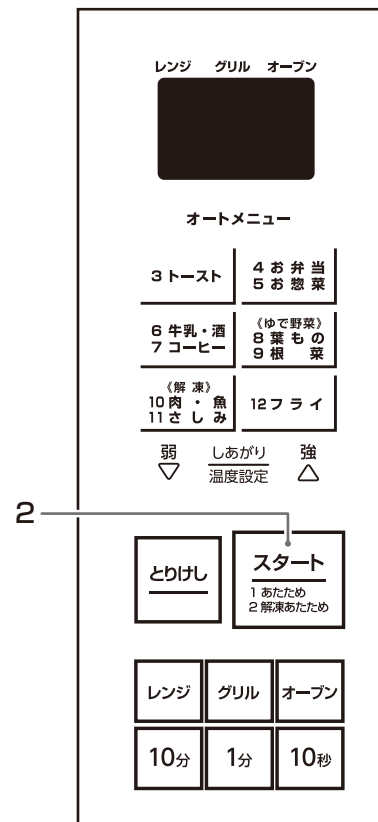 レンジ グリル オーブン
オートメニュー
3 トースト
4 お弁当
5 お惣菜
6 牛乳・酒
7 コーヒー
《ゆで野菜》
8 葉もの
9 根菜
《解凍》
10 肉・魚
11 さしみ
12 フライ
弱 しあがり 強
▽ 温度設定 △
2
とりけし
スタート
1 あたため
2 解凍あたため
レンジ グリル オーブン
10分 1分 10秒